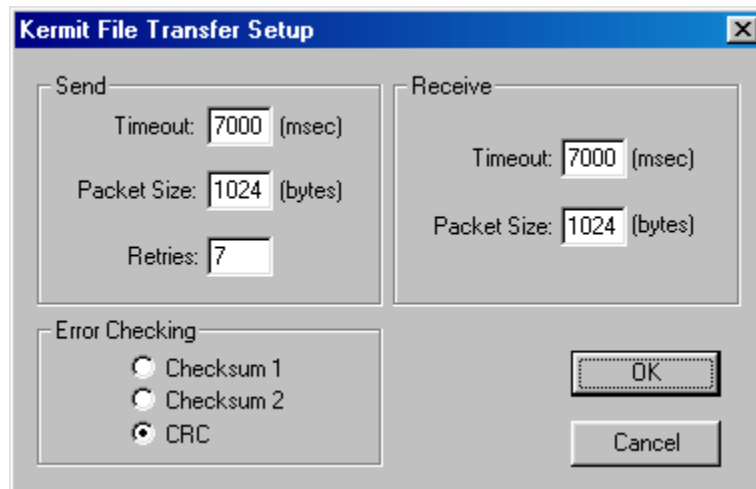 Kermit File Transfer Setup
Send
Timeout: 7000 (msec)
Packet Size: 1024 (bytes)
Retries: 7
Receive
Timeout: 7000 (msec)
Packet Size: 1024 (bytes)
Error Checking
Checksum 1
Checksum 2
CRC
OK
Cancel